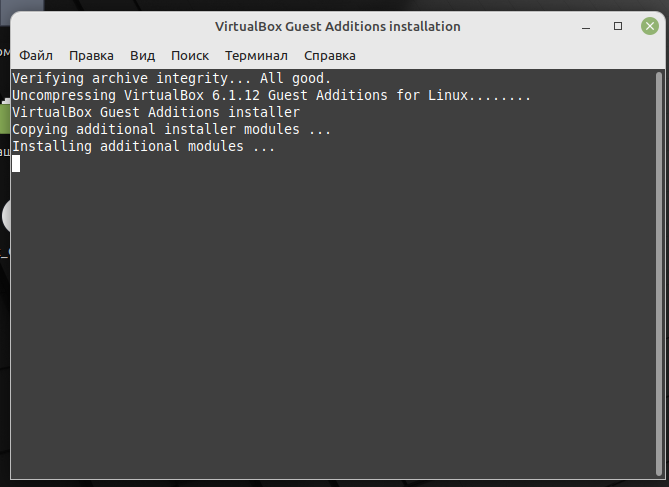 VirtualBox Guest Additions installation
Файл Правка Вид Поиск Терминал Справка
Verifying archive integrity... All good.
Uncompressing VirtualBox 6.1.12 Guest Additions for Linux........
VirtualBox Guest Additions installer
Copying additional installer modules ...
Installing additional modules ...